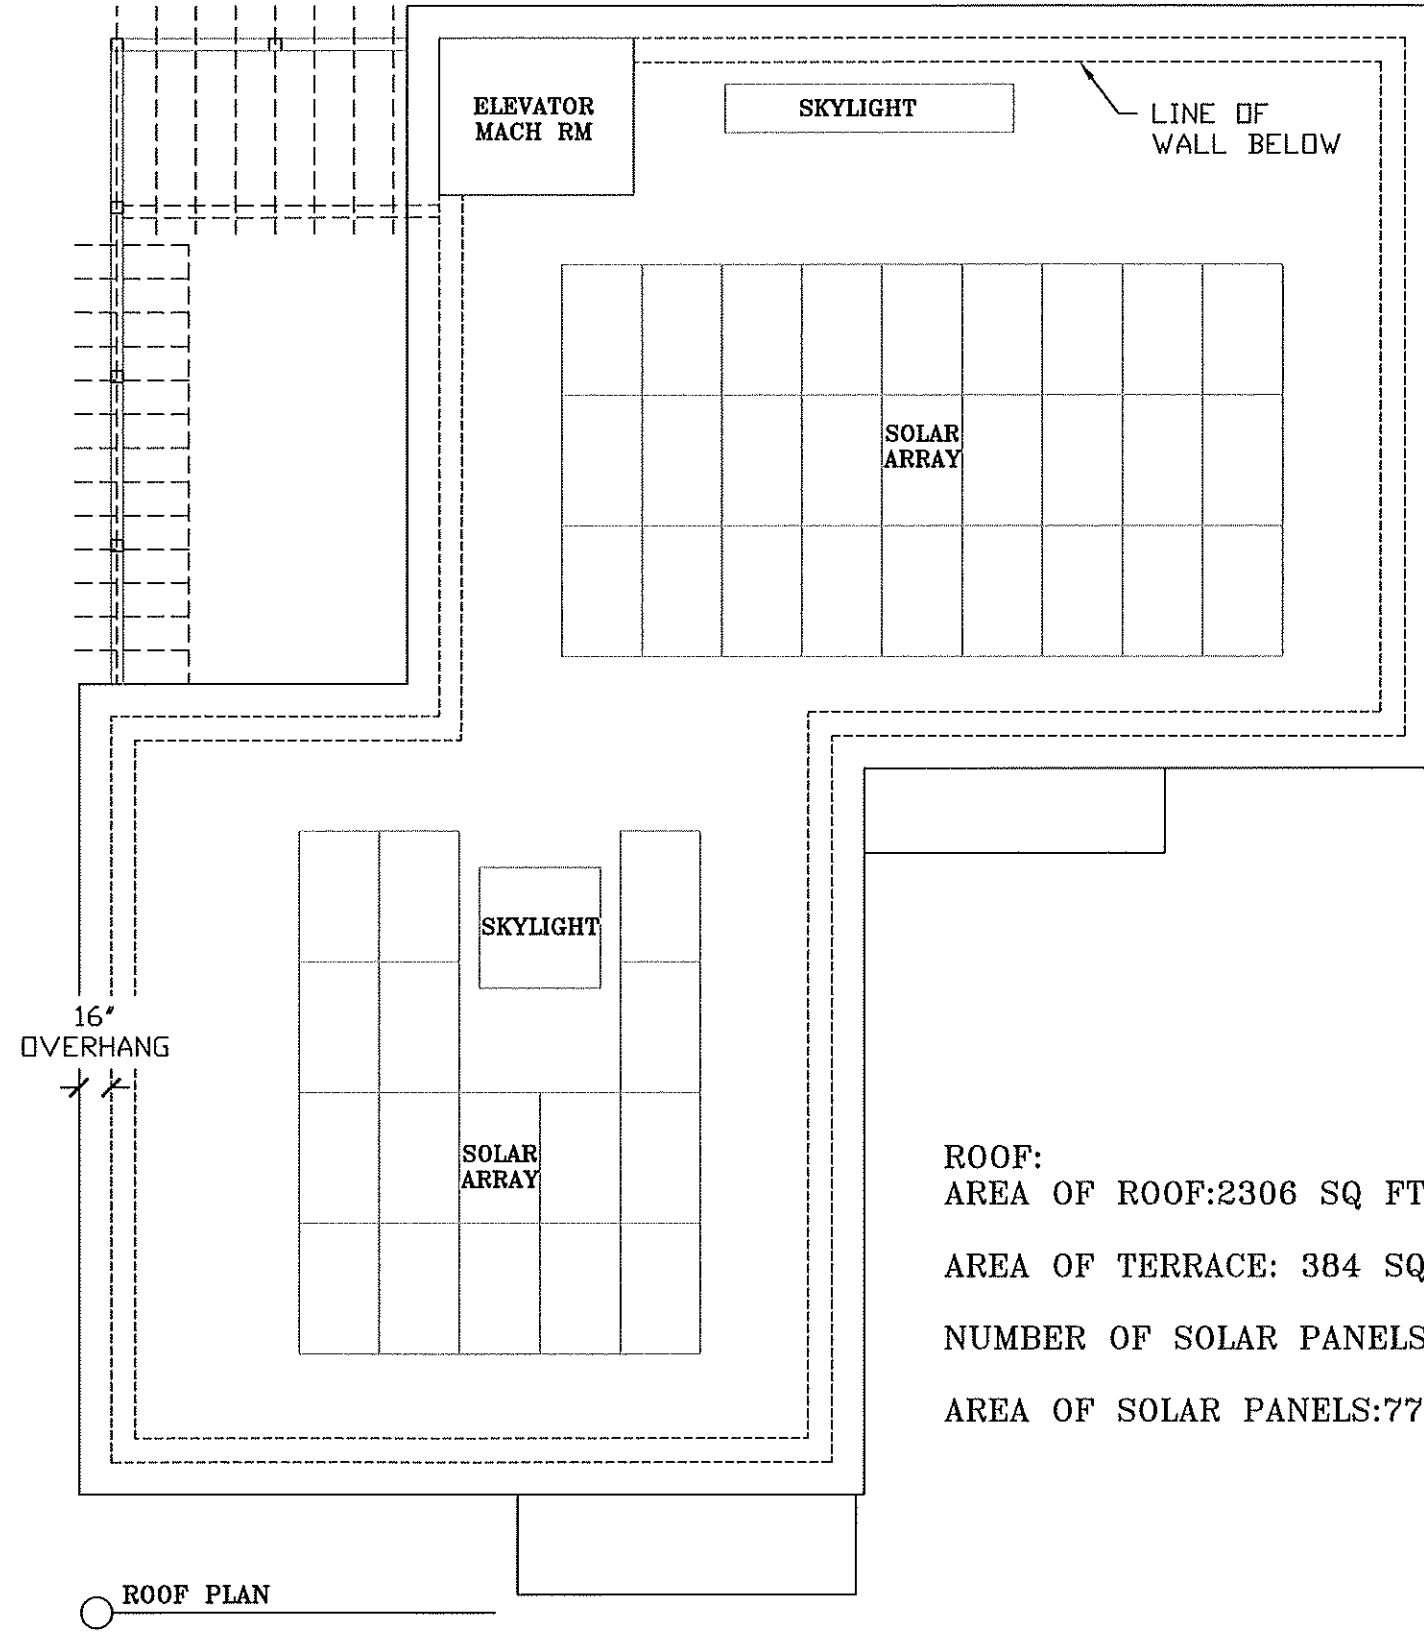 ELEVATOR
MACH RM
SKYLIGHT
LINE OF
WALL BELOW
SOLAR
ARRAY
SKYLIGHT
16"
OVERHANG
SOLAR
ARRAY
ROOF:
AREA OF ROOF:2306 SQ FT
AREA OF TERRACE: 384 SQ
NUMBER OF SOLAR PANELS
AREA OF SOLAR PANELS:77
ROOF PLAN